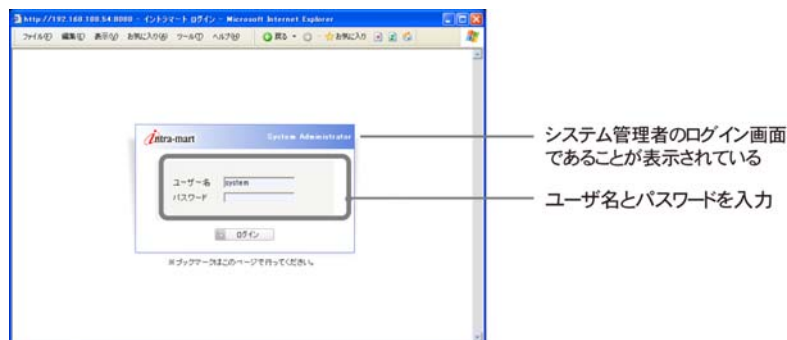 http://192.168.188.54:8080 - イントラマート ログイン - Microsoft Internet Explorer
ファイル(F) 編集(E) 表示(V) お気に入り(A) ツール(T) ヘルプ(H) 戻る お気に入り
intra-mart System Administrator
ユーザー名 system
パスワード
ログイン
※ブックマークはこのページで行ってください。
システム管理者のログイン画面
であることが表示されている
ユーザ名とパスワードを入力